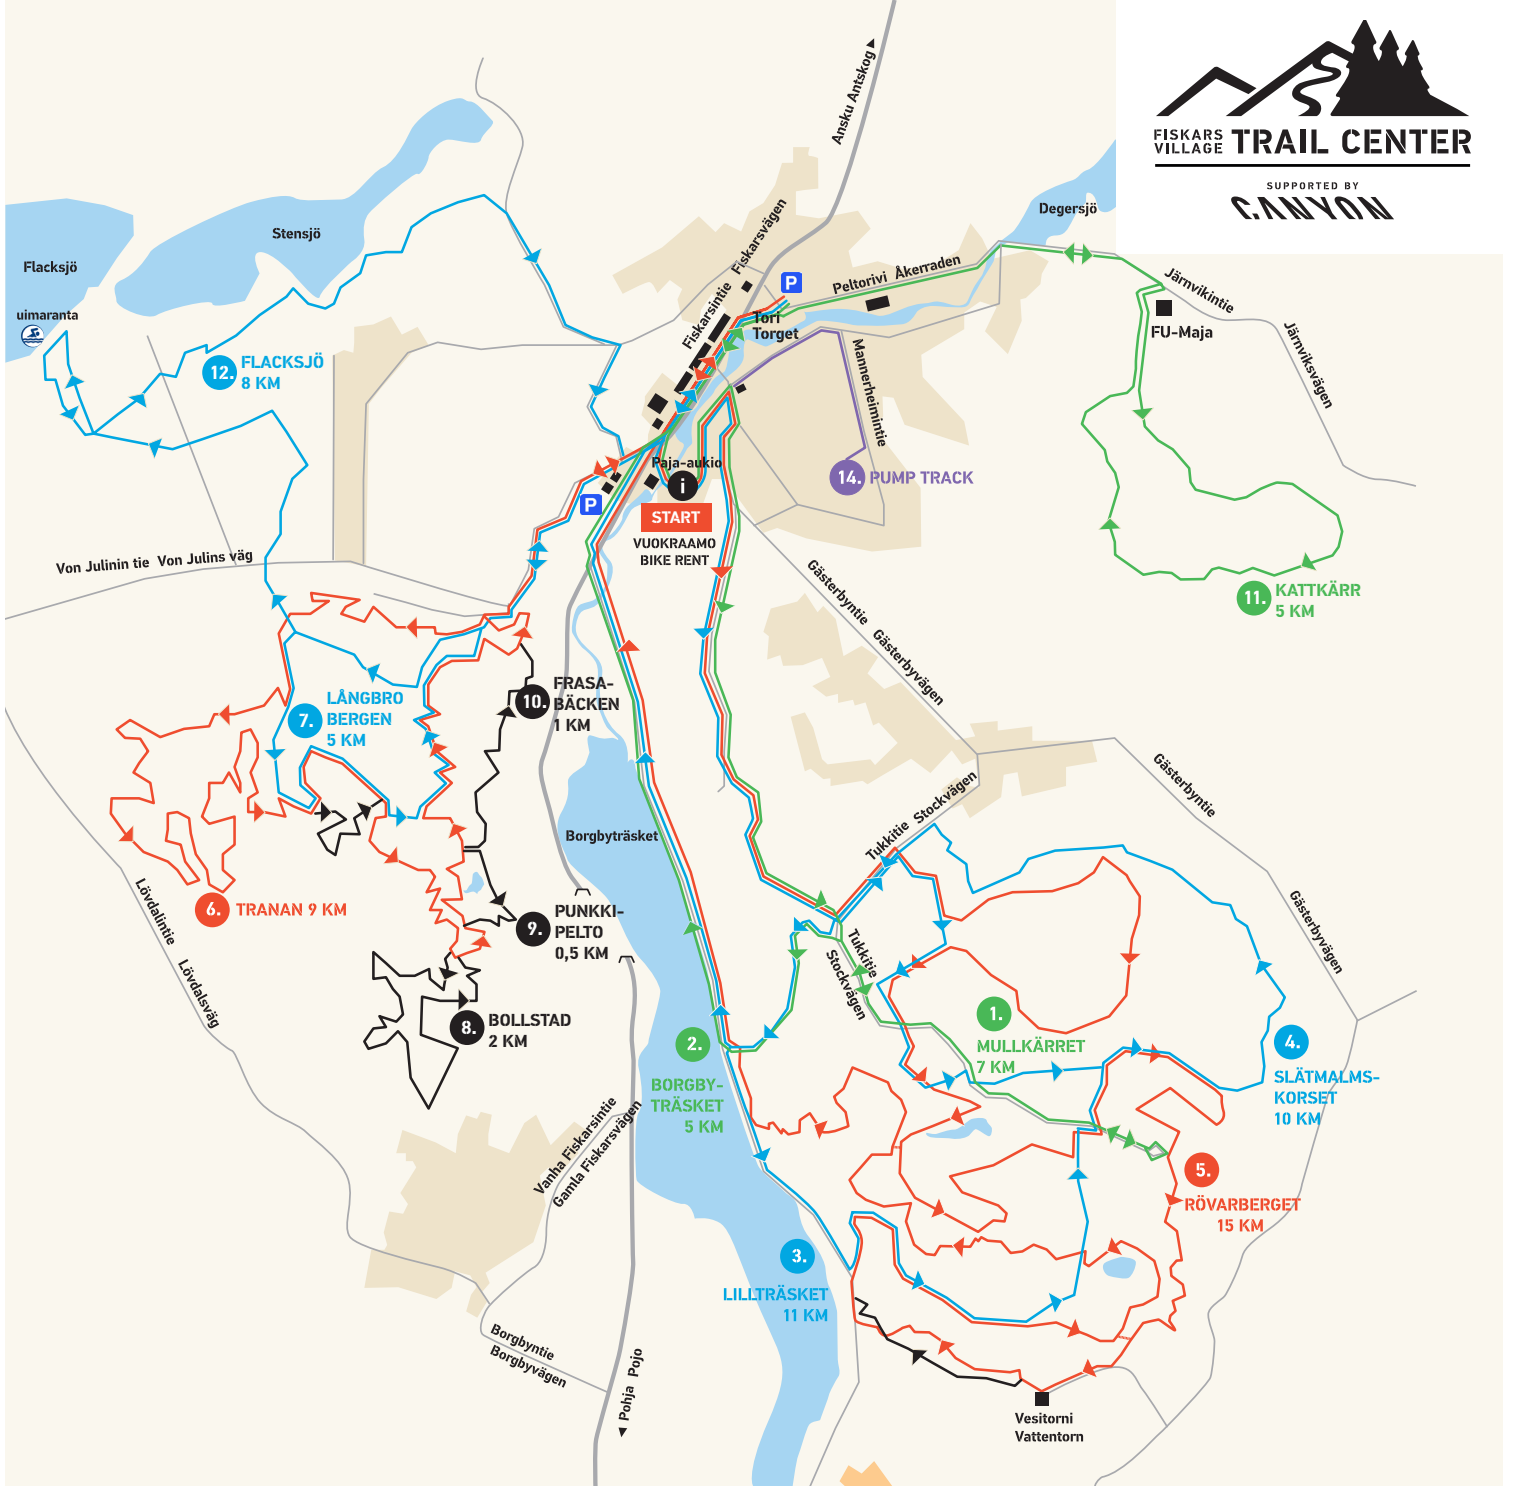 FISKARS
VILLAGE
TRAIL CENTER
SUPPORTED BY
CANYON
Ansku Antskog
Degersjö
Stensjö
Flacksjö
uimaranta
Fiskarsintie Fiskarsvägen
P
Peltorivi Åkerraden
Järnvikintie
Järnviksvägen
FU-Maja
Tori
Torget
Mannerheimintie
12. FLACKSJÖ
8 KM
Paja-aukio
i
START
VUOKRAAMO
BIKE RENT
P
14. PUMP TRACK
Von Julinin tie Von Julins väg
11. KATTKÄRR
5 KM
Gästerbyntie Gästerbyvägen
10. FRASA-
BÄCKEN
1 KM
7. LÅNGBRO
BERGEN
5 KM
Borgbyträsket
Tukkitie Stockvägen
Gästerbyntie
Gästerbyvägen
6. TRANAN 9 KM
Lövdalintie Lövdalsväg
9. PUNKKI-
PELTO
0,5 KM
Tukkitie
Stockvägen
8. BOLLSTAD
2 KM
1.
MULLKÄRRET
7 KM
2.
BORGBY-
TRÄSKET
5 KM
4.
SLÄTMALMS-
KORSET
10 KM
Vanha Fiskarsintie
Gamla Fiskarsvägen
5.
RÖVARBERGET
15 KM
3.
LILLTRÄSKET
11 KM
Borgbyntie
Borgbyvägen
Pohja Pojo
Vesitorni
Vattentorn